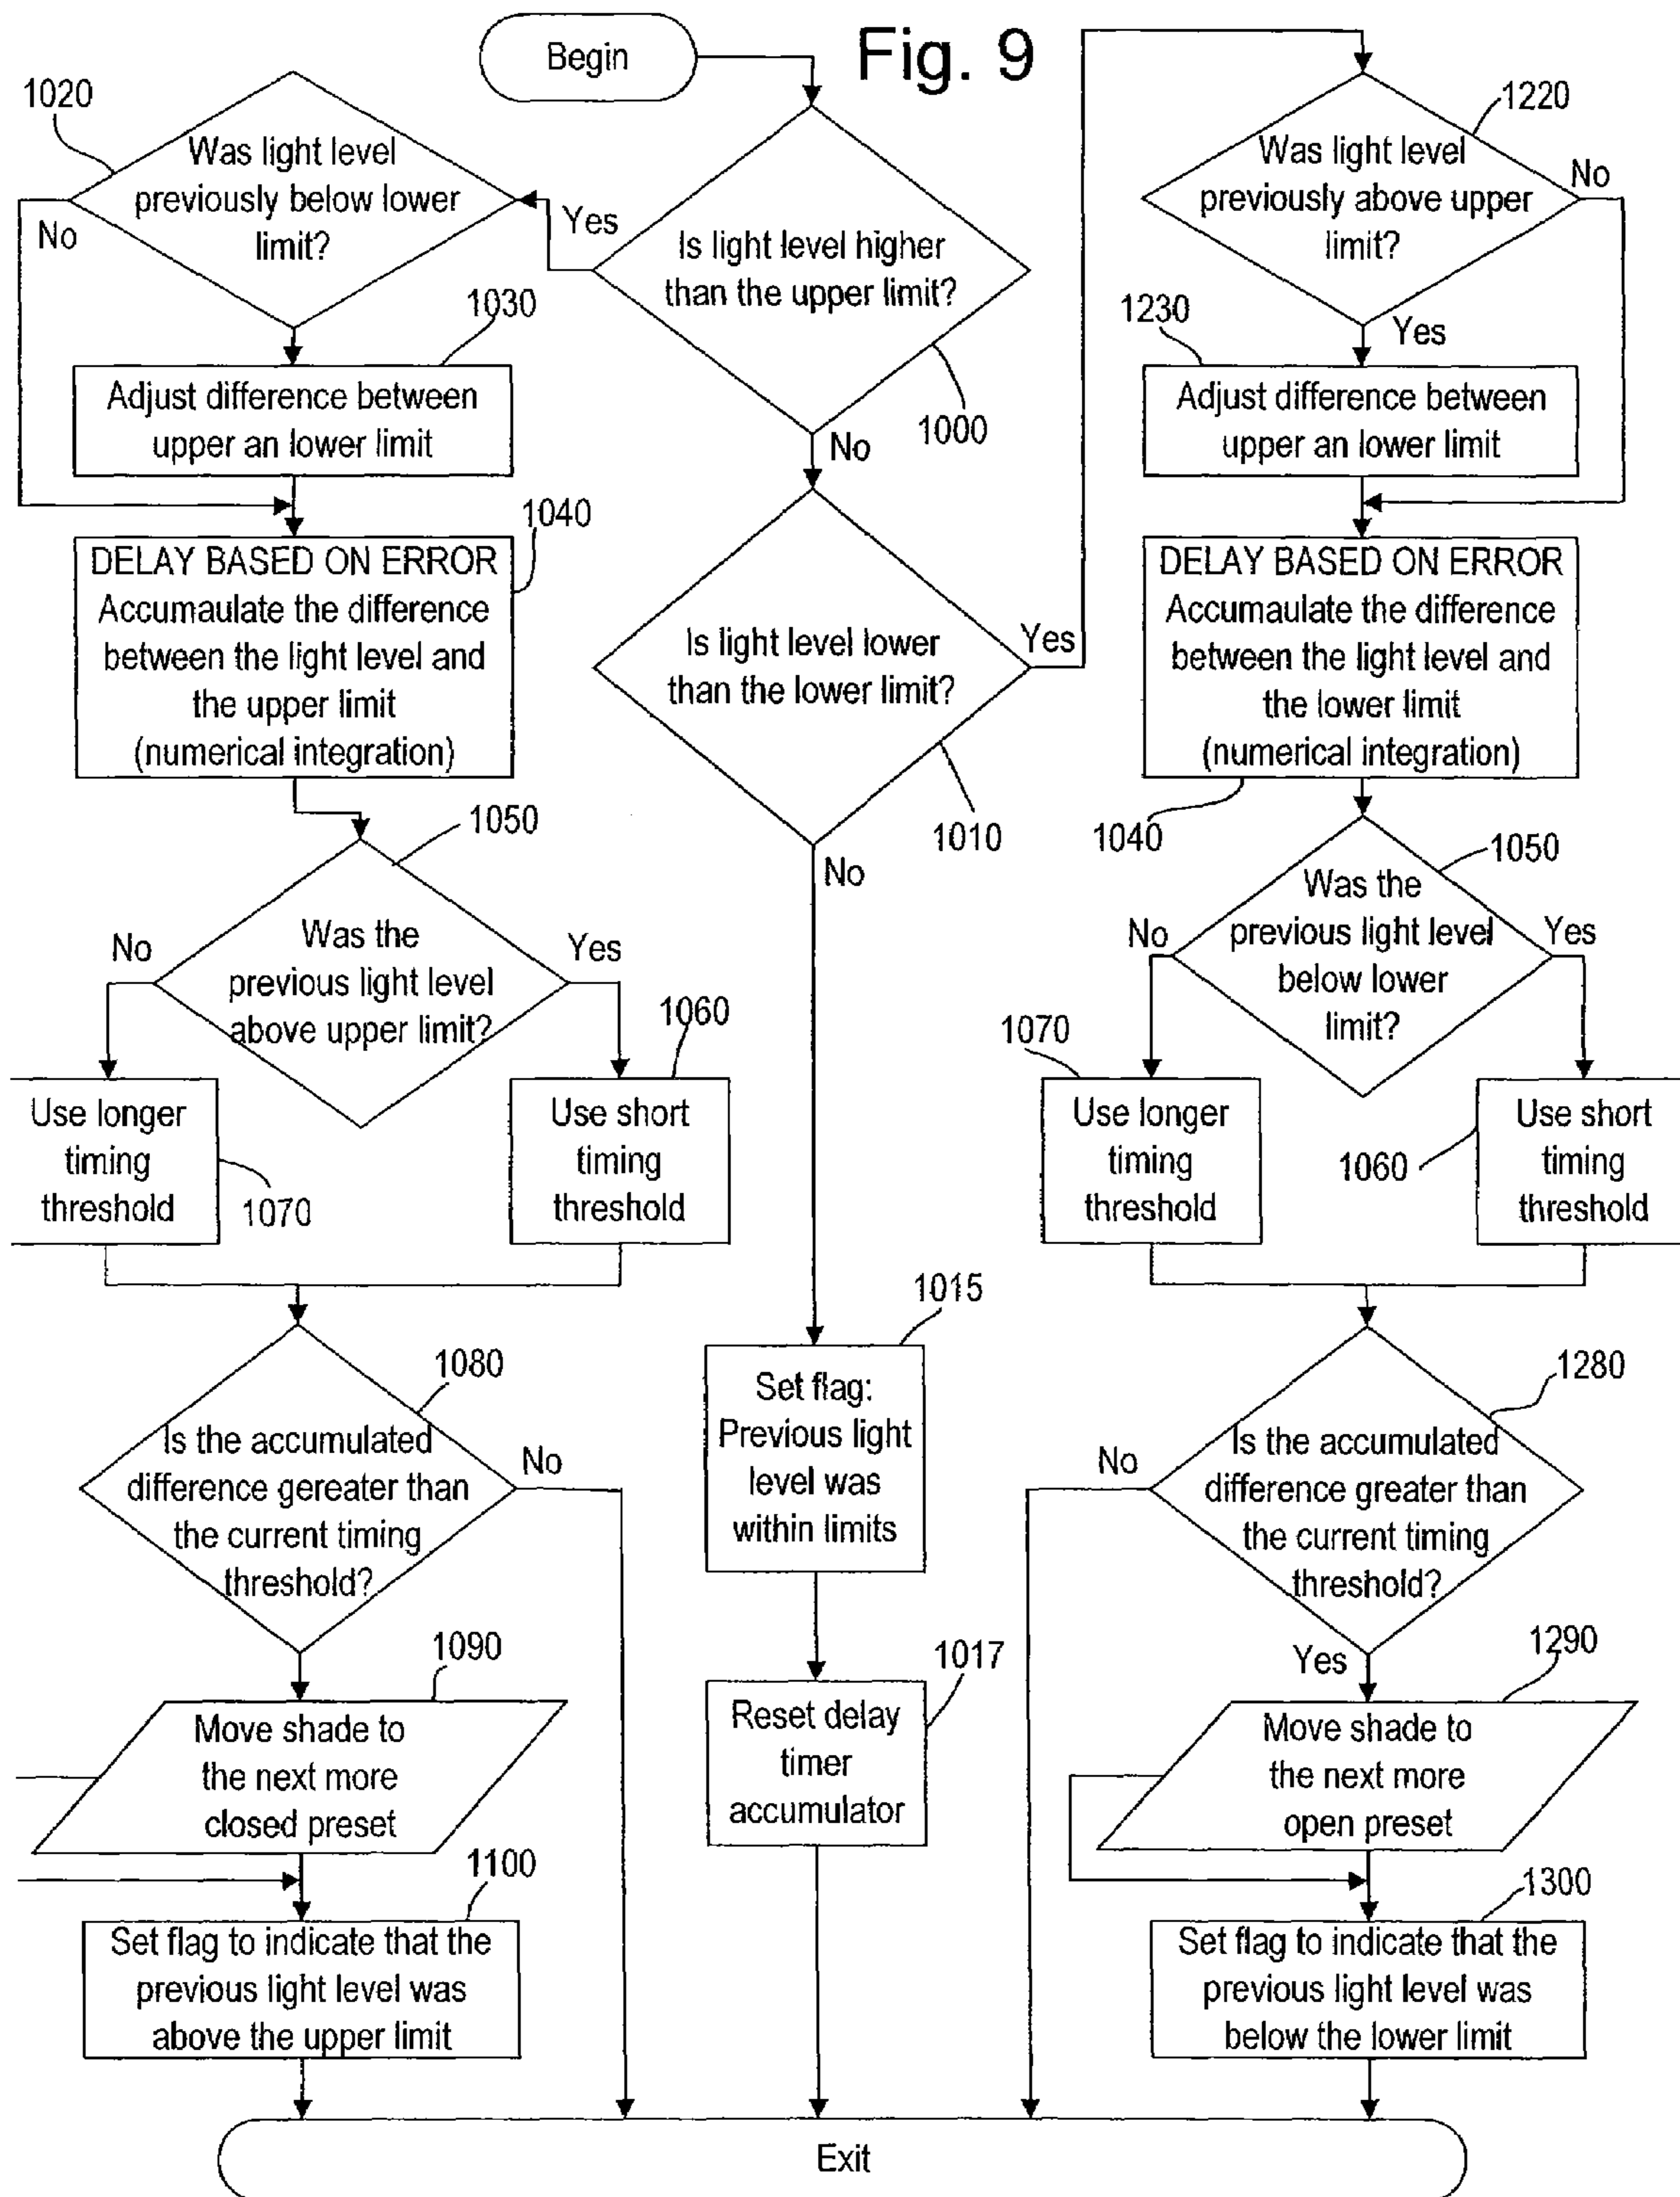 Fig. 9
Begin
1020
Was light level
previously below lower
limit?
No
Yes
Is light level higher
than the upper limit?
1000
No
1030
Adjust difference between
upper an lower limit
1040
DELAY BASED ON ERROR
Accumaulate the difference
between the light level and
the upper limit
(numerical integration)
1050
Was the
previous light level
above upper limit?
No
Yes
1060
Use longer
timing
threshold
1070
Use short
timing
threshold
1080
Is the accumulated
difference gereater than
the current timing
threshold?
No
1090
Move shade to
the next more
closed preset
1100
Set flag to indicate that the
previous light level was
above the upper limit
Is light level lower
than the lower limit?
Yes
1010
No
1015
Set flag:
Previous light
level was
within limits
1017
Reset delay
timer
accumulator
1220
Was light level
previously above upper
limit?
No
Yes
1230
Adjust difference between
upper an lower limit
DELAY BASED ON ERROR
Accumaulate the difference
between the light level and
the lower limit
(numerical integration)
1040
1050
Was the
previous light level
below lower
limit?
No
Yes
1070
Use longer
timing
threshold
1060
Use short
timing
threshold
1280
Is the accumulated
difference greater than
the current timing
threshold?
No
Yes
1290
Move shade to
the next more
open preset
1300
Set flag to indicate that the
previous light level was
below the lower limit
Exit